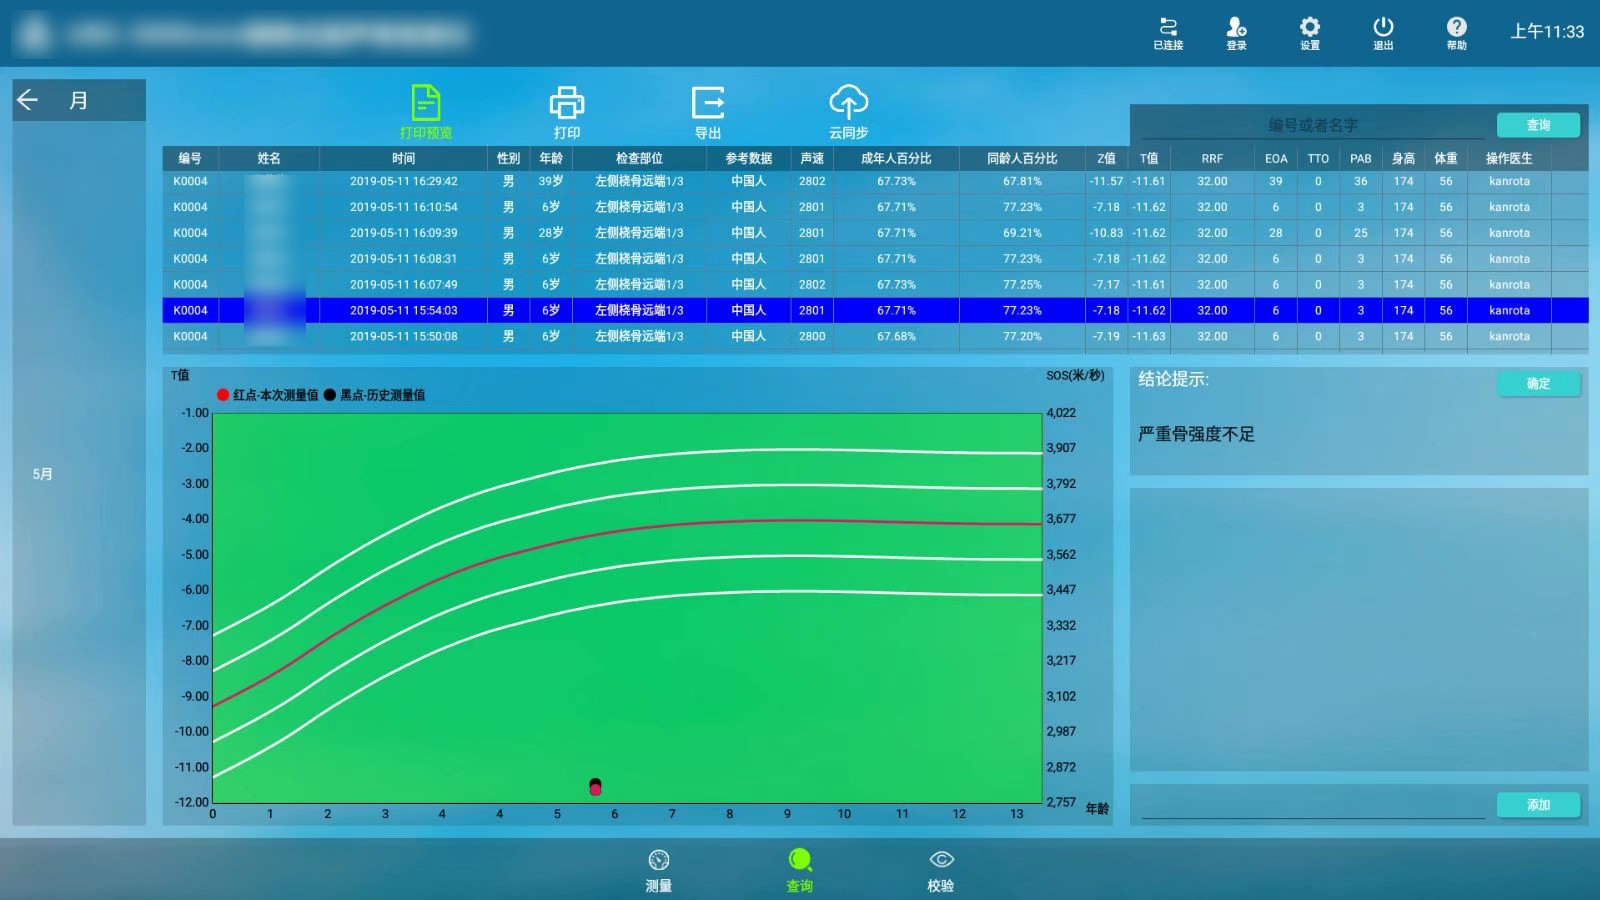 已连接 登录 设置 退出 帮助 上午11:33
月
打印预览 打印 导出 云同步
编号或者名字 查询
编号 姓名 时间 性别 年龄 检查部位 参考数据 声速 成年人百分比 同龄人百分比 Z值 T值 RRF EOA TTO PAB 身高 体重 操作医生
K0004 2019-05-11 16:29:42 男 39岁 左侧桡骨远端1/3 中国人 2802 67.73% 67.81% -11.57 -11.61 32.00 39 0 36 174 56 kanrota
K0004 2019-05-11 16:10:54 男 6岁 左侧桡骨远端1/3 中国人 2801 67.71% 77.23% -7.18 -11.62 32.00 6 0 3 174 56 kanrota
K0004 2019-05-11 16:09:39 男 28岁 左侧桡骨远端1/3 中国人 2801 67.71% 69.21% -10.83 -11.62 32.00 28 0 25 174 56 kanrota
K0004 2019-05-11 16:08:31 男 6岁 左侧桡骨远端1/3 中国人 2801 67.71% 77.23% -7.18 -11.62 32.00 6 0 3 174 56 kanrota
K0004 2019-05-11 16:07:49 男 6岁 左侧桡骨远端1/3 中国人 2802 67.73% 77.25% -7.17 -11.61 32.00 6 0 3 174 56 kanrota
K0004 2019-05-11 15:54:03 男 6岁 左侧桡骨远端1/3 中国人 2801 67.71% 77.23% -7.18 -11.62 32.00 6 0 3 174 56 kanrota
K0004 2019-05-11 15:50:08 男 6岁 左侧桡骨远端1/3 中国人 2800 67.68% 77.20% -7.19 -11.63 32.00 6 0 3 174 56 kanrota
5月
T值 SOS(米/秒)
红点-本次测量值 黑点-历史测量值
-1.00 4,022
-2.00 3,907
-3.00 3,792
-4.00 3,677
-5.00 3,562
-6.00 3,447
-7.00 3,332
-8.00 3,217
-9.00 3,102
-10.00 2,987
-11.00 2,872
-12.00 2,757
0 1 2 3 4 4 5 6 7 8 9 10 11 12 13 年龄
结论提示: 确定
严重骨强度不足
添加
测量 查询 校验